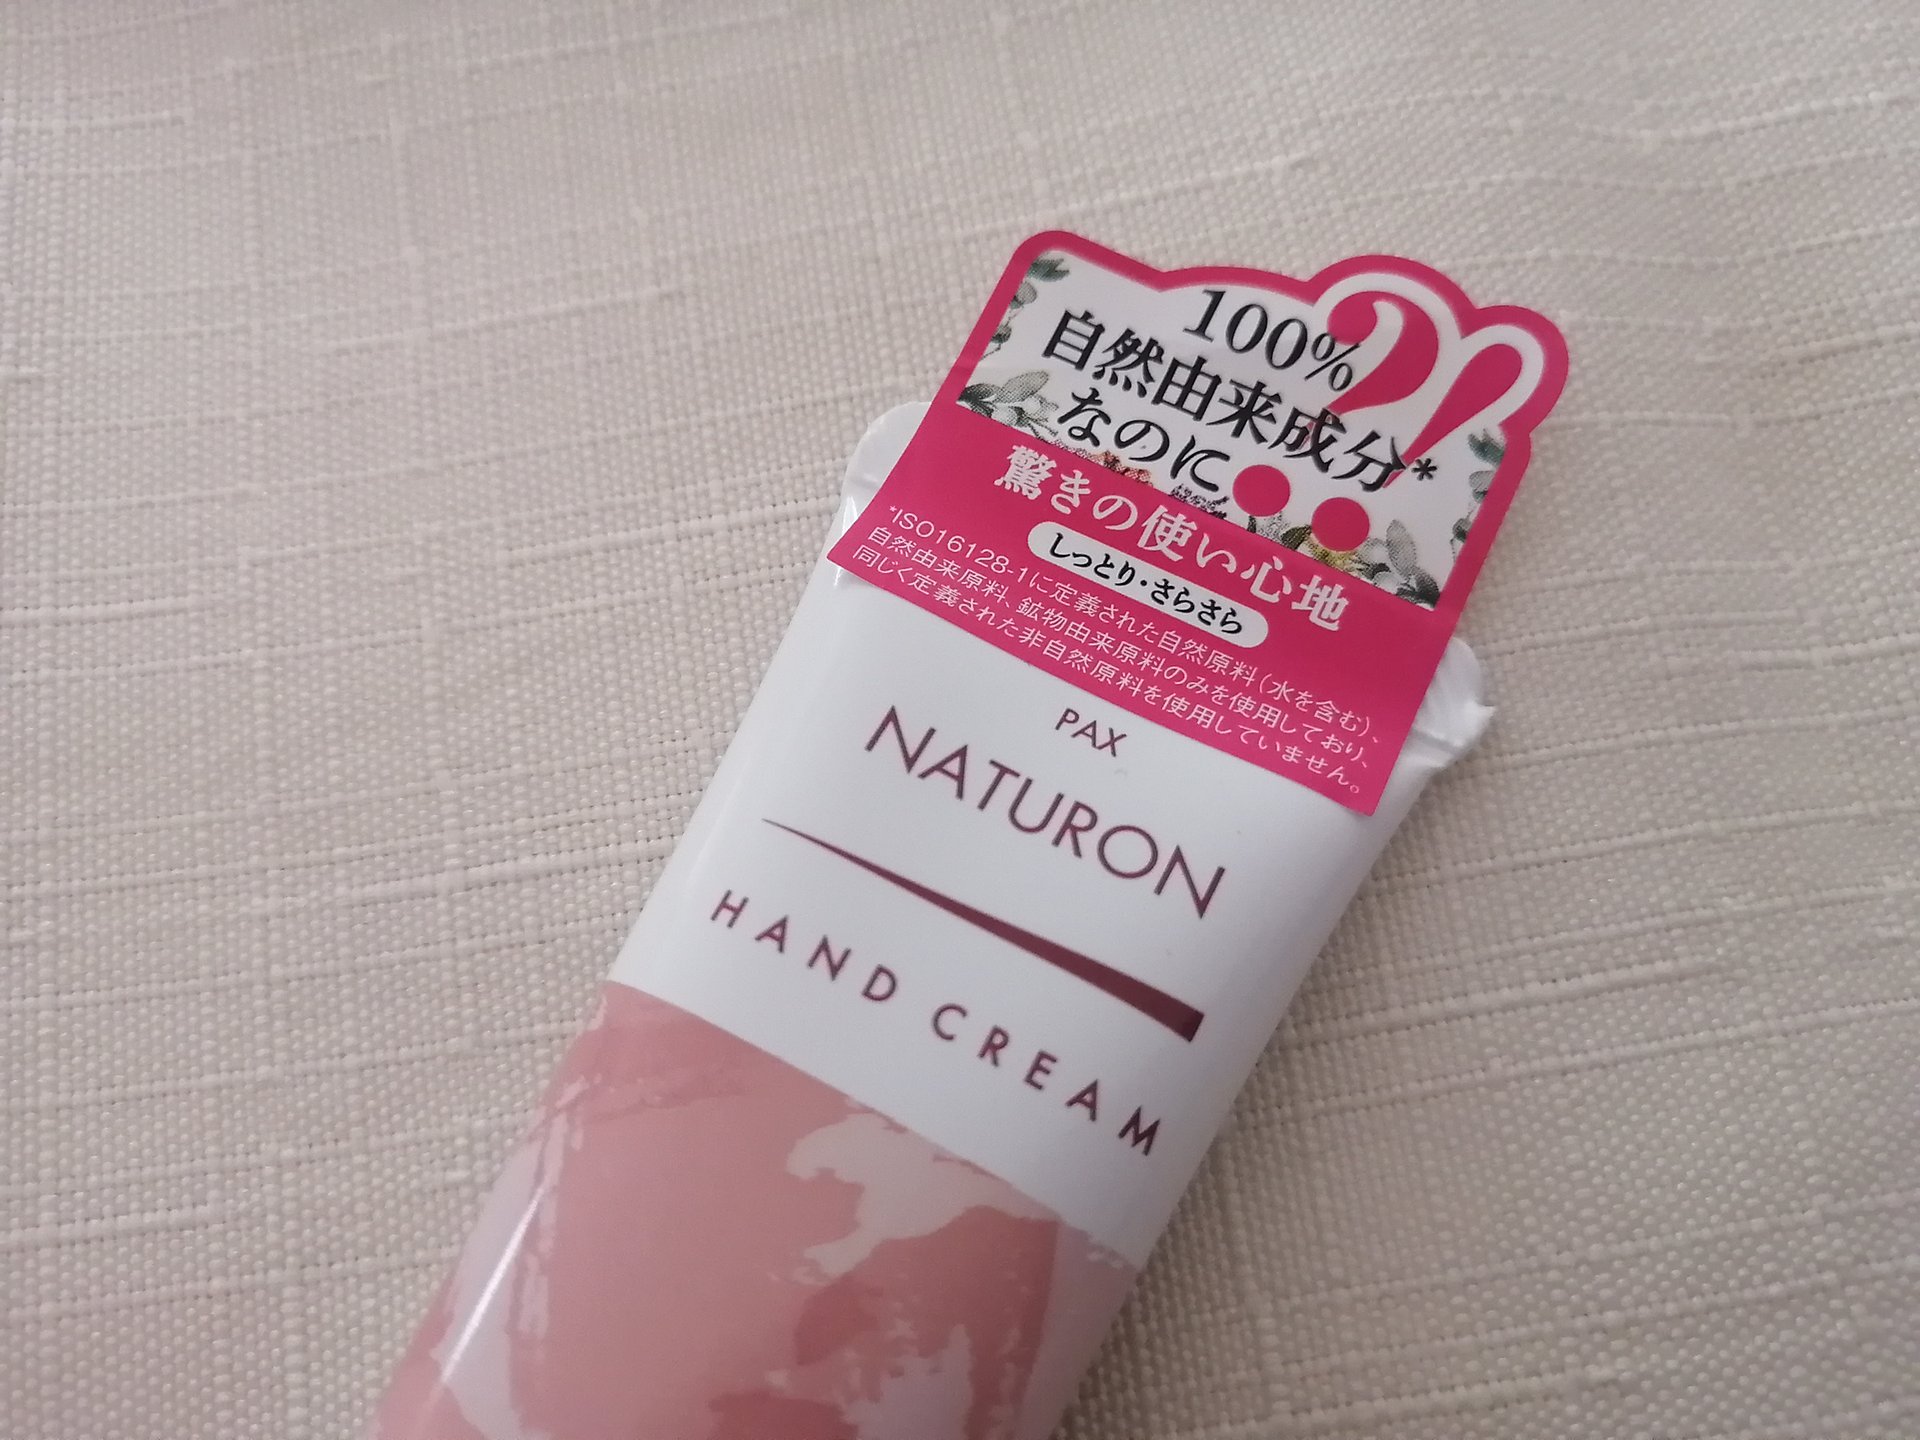 100%
自然由来成分*
なのに⁈
驚きの使い心地
しっとり・さらさら
*ISO16128-1に定義された自然原料(水を含む)、
自然由来原料、鉱物由来原料のみを使用しており、
同じく定義された非自然原料を使用していません。
PAX
NATURON
HAND CREAM